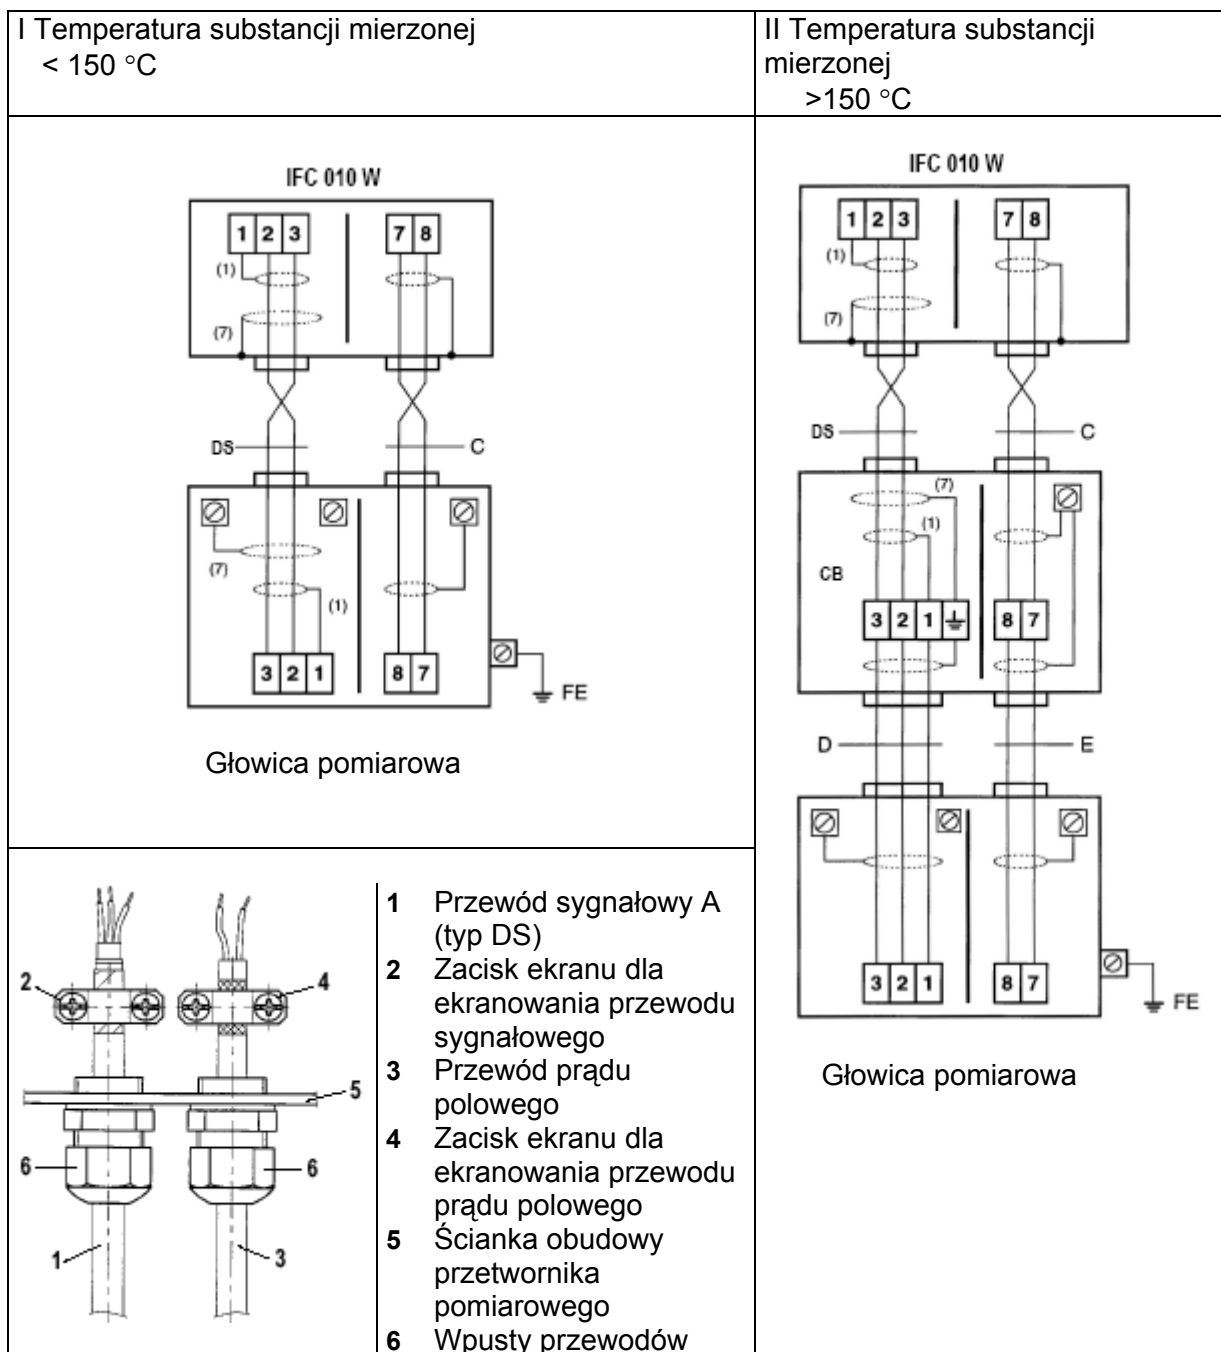 I Temperatura substancji mierzonej
< 150 °C
II Temperatura substancji
mierzonej
>150 °C
IFC 010 W
1 2 3 7 8
(1)
(7)
DS C
(7)
(1)
3 2 1 8 7
FE
Głowica pomiarowa
IFC 010 W
1 2 3 7 8
(1)
(7)
DS C
(7)
(1)
CB
3 2 1 8 7
D E
3 2 1 8 7
FE
Głowica pomiarowa
2 4
5
6 6
1 3
1 Przewód sygnałowy A
(typ DS)
2 Zacisk ekranu dla
ekranowania przewodu
sygnałowego
3 Przewód prądu
polowego
4 Zacisk ekranu dla
ekranowania przewodu
prądu polowego
5 Ścianka obudowy
przetwornika
pomiarowego
6 Wpusty przewodów